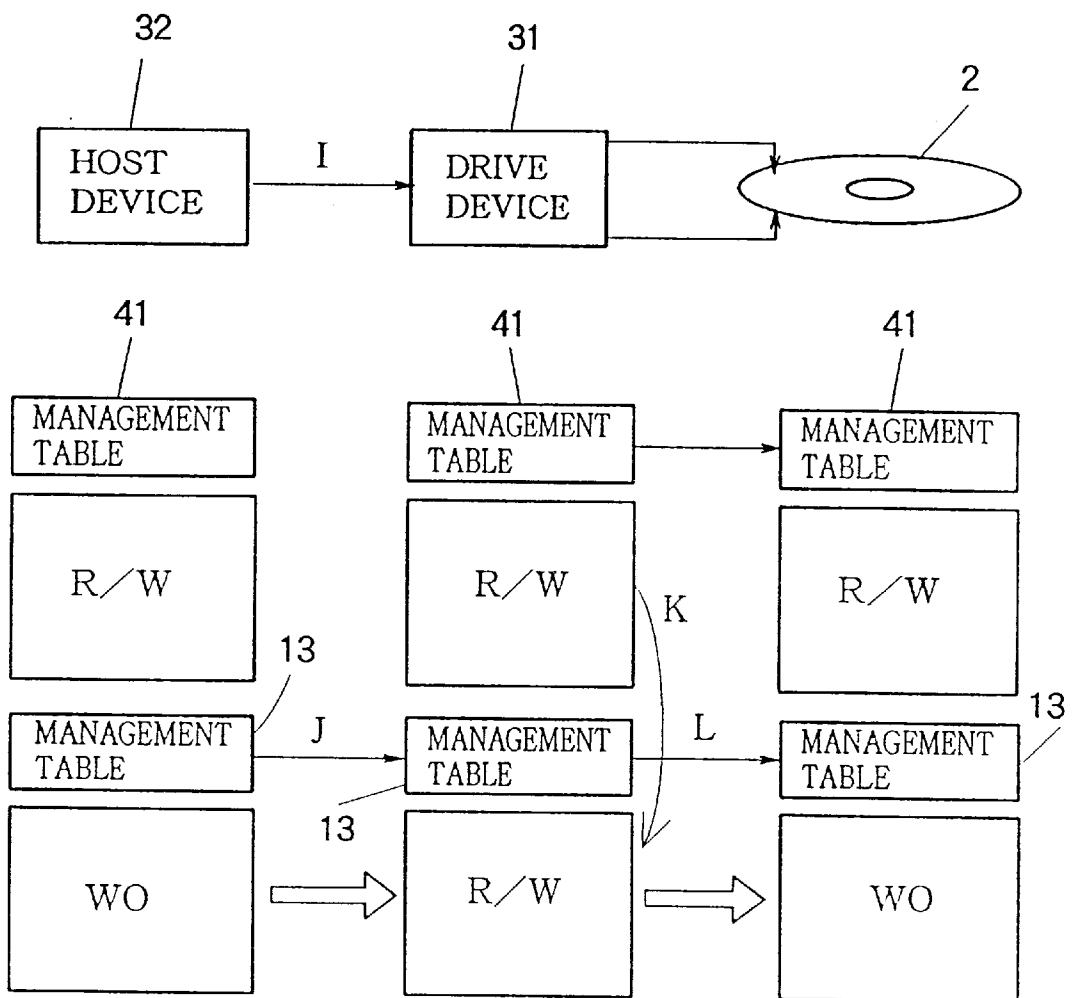 32
31
2
HOST
DEVICE
I
DRIVE
DEVICE
41
41
41
MANAGEMENT
TABLE
MANAGEMENT
TABLE
MANAGEMENT
TABLE
R/W
R/W
K
R/W
13
13
MANAGEMENT
TABLE
J
MANAGEMENT
TABLE
L
MANAGEMENT
TABLE
13
WO
R/W
WO